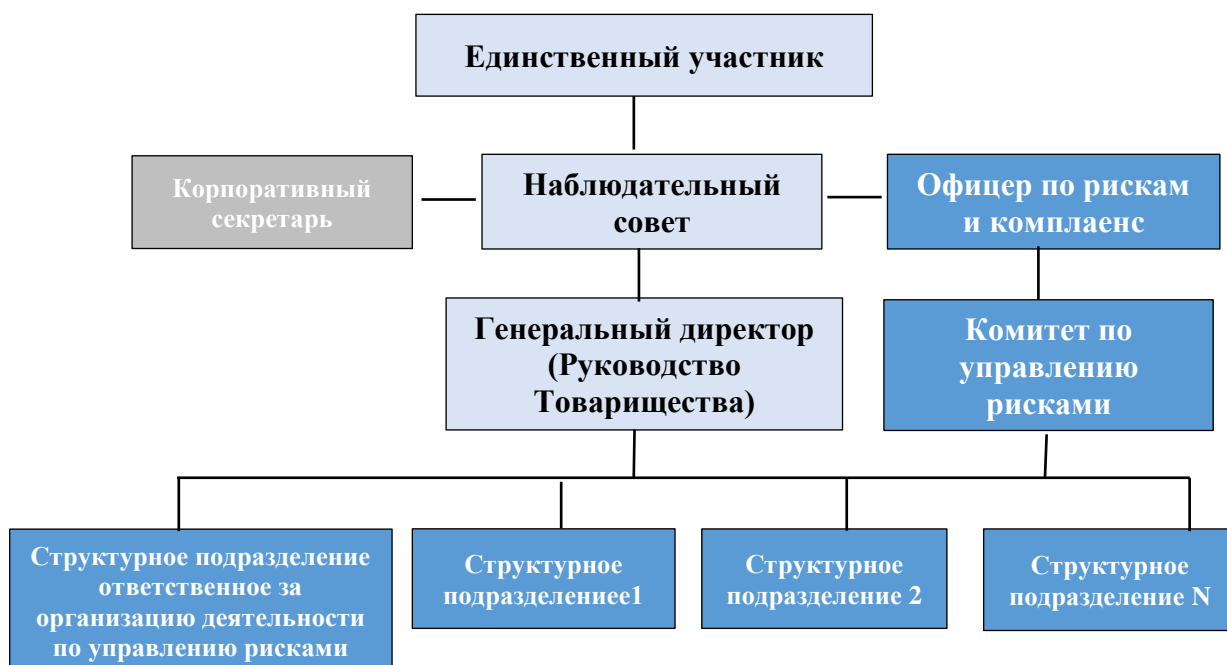 Единственный участник
Корпоративный
секретарь
Наблюдательный
совет
Офицер по рискам
и комплаенс
Генеральный директор
(Руководство
Товарищества)
Комитет по
управлению
рисками
Структурное подразделение
ответственное за
организацию деятельности
по управлению рисками
Структурное
подразделениее1
Структурное
подразделение 2
Структурное
подразделение N